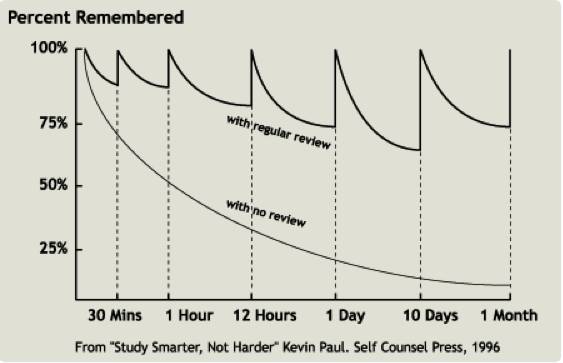 Percent Remembered
100%
75%
with regular review
50%
with no review
25%
30 Mins 1 Hour 12 Hours 1 Day 10 Days 1 Month
From "Study Smarter, Not Harder" Kevin Paul. Self Counsel Press, 1996